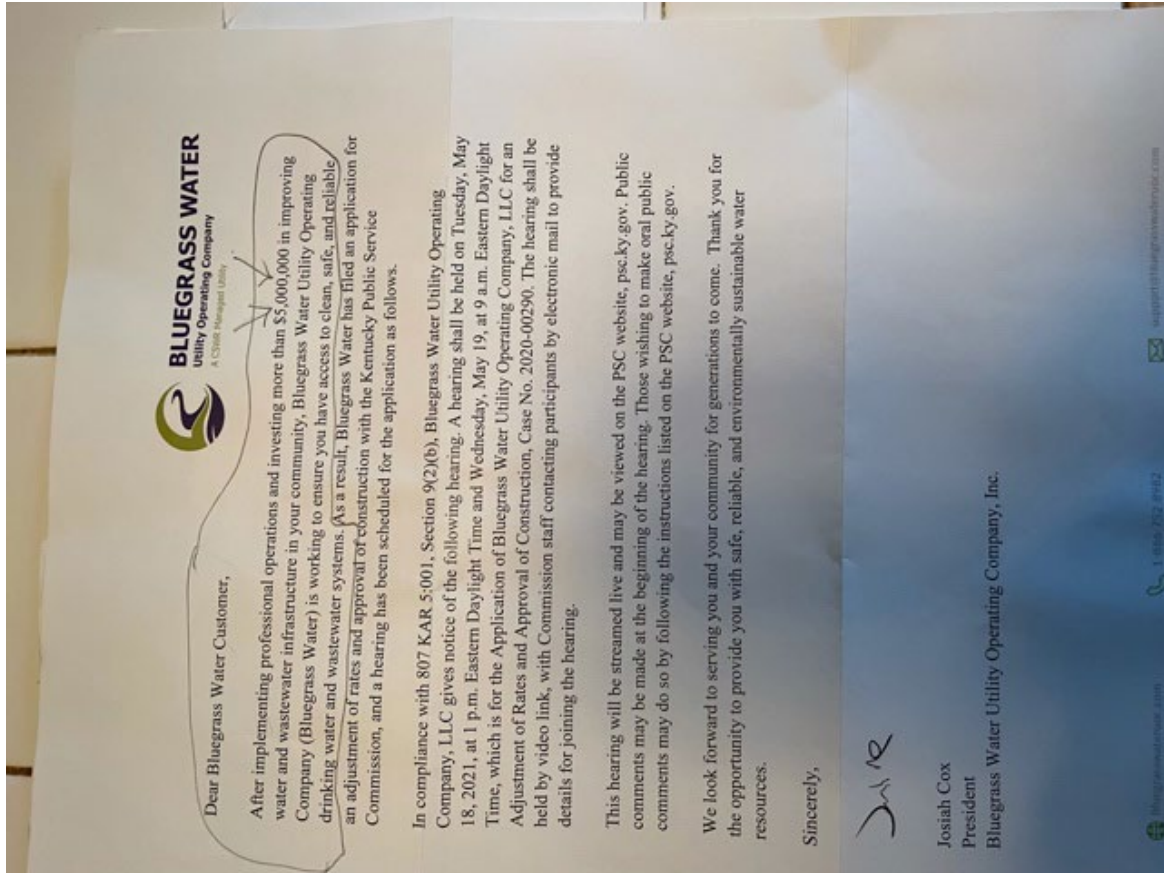 BLUEGRASS WATER
Utility Operating Company
A CSWR Managed Utility
Dear Bluegrass Water Customer,
After implementing professional operations and investing more than $5,000,000 in improving
water and wastewater infrastructure in your community, Bluegrass Water Utility Operating
Company (Bluegrass Water) is working to ensure you have access to clean, safe, and reliable
drinking water and wastewater systems. As a result, Bluegrass Water has filed an application for
an adjustment of rates and approval of construction with the Kentucky Public Service
Commission, and a hearing has been scheduled for the application as follows.
In compliance with 807 KAR 5:001, Section 9(2)(b), Bluegrass Water Utility Operating
Company, LLC gives notice of the following hearing. A hearing shall be held on Tuesday, May
18, 2021, at 1 p.m. Eastern Daylight Time and Wednesday, May 19, at 9 a.m. Eastern Daylight
Time, which is for the Application of Bluegrass Water Utility Operating Company, LLC for an
Adjustment of Rates and Approval of Construction, Case No. 2020-00290. The hearing shall be
held by video link, with Commission staff contacting participants by electronic mail to provide
details for joining the hearing.
This hearing will be streamed live and may be viewed on the PSC website, psc.ky.gov. Public
comments may be made at the beginning of the hearing. Those wishing to make oral public
comments may do so by following the instructions listed on the PSC website, psc.ky.gov.
We look forward to serving you and your community for generations to come. Thank you for
the opportunity to provide you with safe, reliable, and environmentally sustainable water
resources.
Sincerely,
Josiah Cox
President
Bluegrass Water Utility Operating Company, Inc.